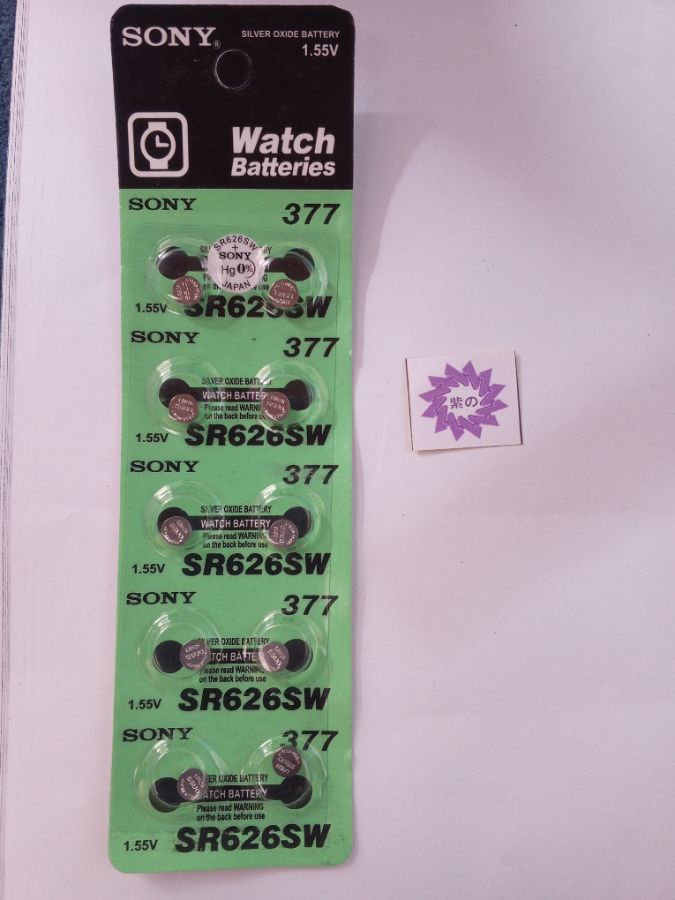 SONY®
SILVER OXIDE BATTERY
1.55V
Watch
Batteries
SONY
377
SR626SW
+
SONY
Hg0%
JAPAN
1.55V
SR626SW
SONY
377
SILVER OXIDE BATTERY
WATCH BATTERY
Please read WARNING
on the back before use
1.55V
SR626SW
SONY
377
SILVER OXIDE BATTERY
WATCH BATTERY
Please read WARNING
on the back before use
1.55V
SR626SW
SONY
377
SILVER OXIDE BATTERY
WATCH BATTERY
Please read WARNING
on the back before use
1.55V
SR626SW
SONY
377
SILVER OXIDE BATTERY
WATCH BATTERY
Please read WARNING
on the back before use
1.55V
SR626SW
紫の